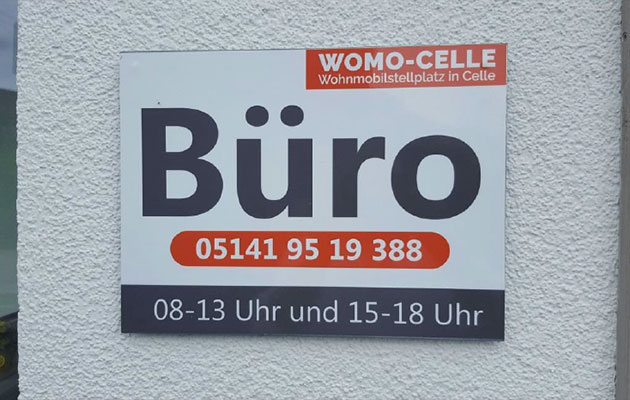 WOMO-CELLE
Wohnmobilstellplatz in Celle
Büro
05141 95 19 388
08-13 Uhr und 15-18 Uhr